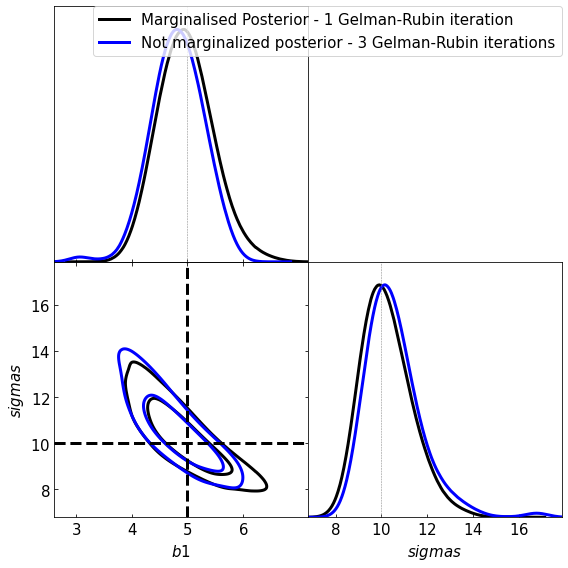 Marginalised Posterior - 1 Gelman-Rubin iteration
Not marginalized posterior - 3 Gelman-Rubin iterations
16
14
12
10
8
sigmas
3 4 5 6
b1
8 10 12 14 16
sigmas